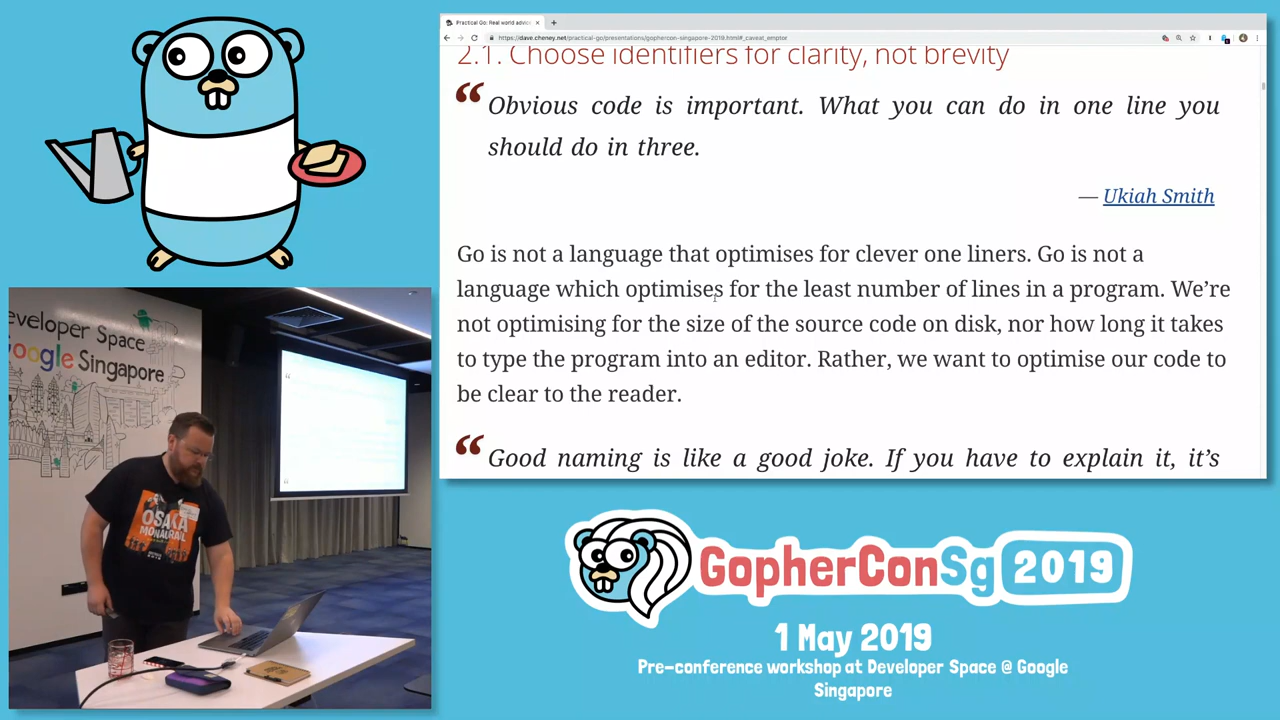 Practical Go: Real world advic
https://dave.cheney.net/practical-go/presentations/gophercon-singapore-2019.html#_caveat_emptor
2.1. Choose identifiers for clarity, not brevity
“ Obvious code is important. What you can do in one line you
should do in three.
— Ukiah Smith
Go is not a language that optimises for clever one liners. Go is not a
language which optimises for the least number of lines in a program. We’re
not optimising for the size of the source code on disk, nor how long it takes
to type the program into an editor. Rather, we want to optimise our code to
be clear to the reader.
“ Good naming is like a good joke. If you have to explain it, it’s
eveloper Space
Google
Singapore
OSAKA
MONAURAIL
GopherConSg 2019
1 May 2019
Pre-conference workshop at Developer Space @ Google
Singapore